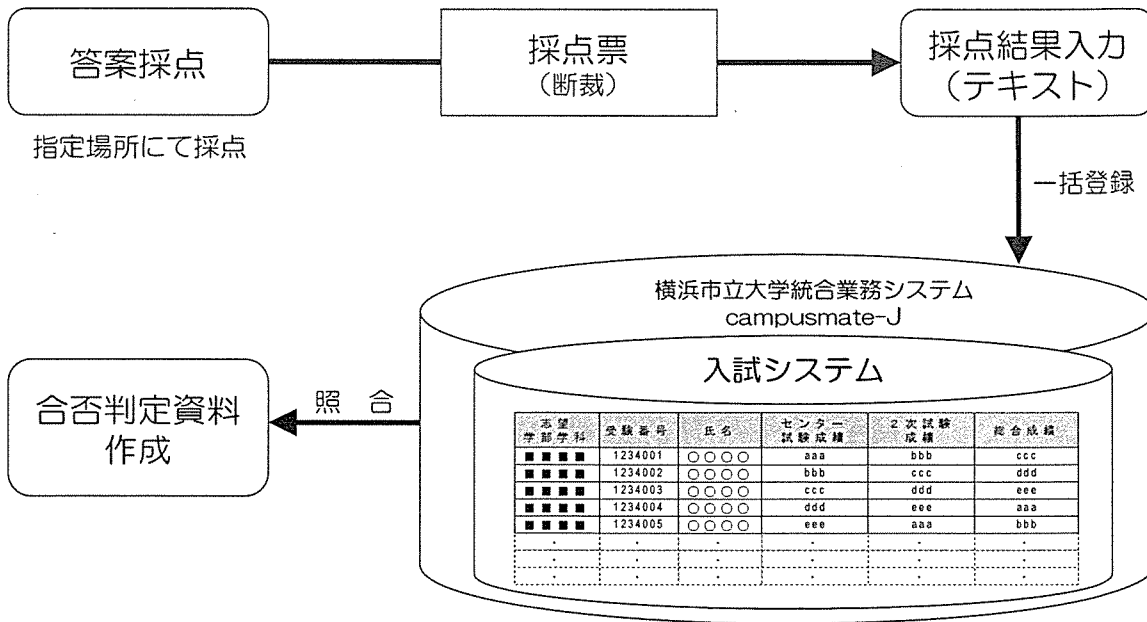 答案採点
採点票
(断裁)
採点結果入力
(テキスト)
指定場所にて採点
一括登録
横浜市立大学統合業務システム
campusmate-J
入試システム
合否判定資料
作成
照 合
志望
学部学科 受験番号 氏名 センター
試験成績 2次試験
成績 総合成績
■■■■ 1234001 ○○○○ aaa bbb ccc
■■■■ 1234002 ○○○○ bbb ccc ddd
■■■■ 1234003 ○○○○ ccc ddd eee
■■■■ 1234004 ○○○○ ddd eee aaa
■■■■ 1234005 ○○○○ eee aaa bbb